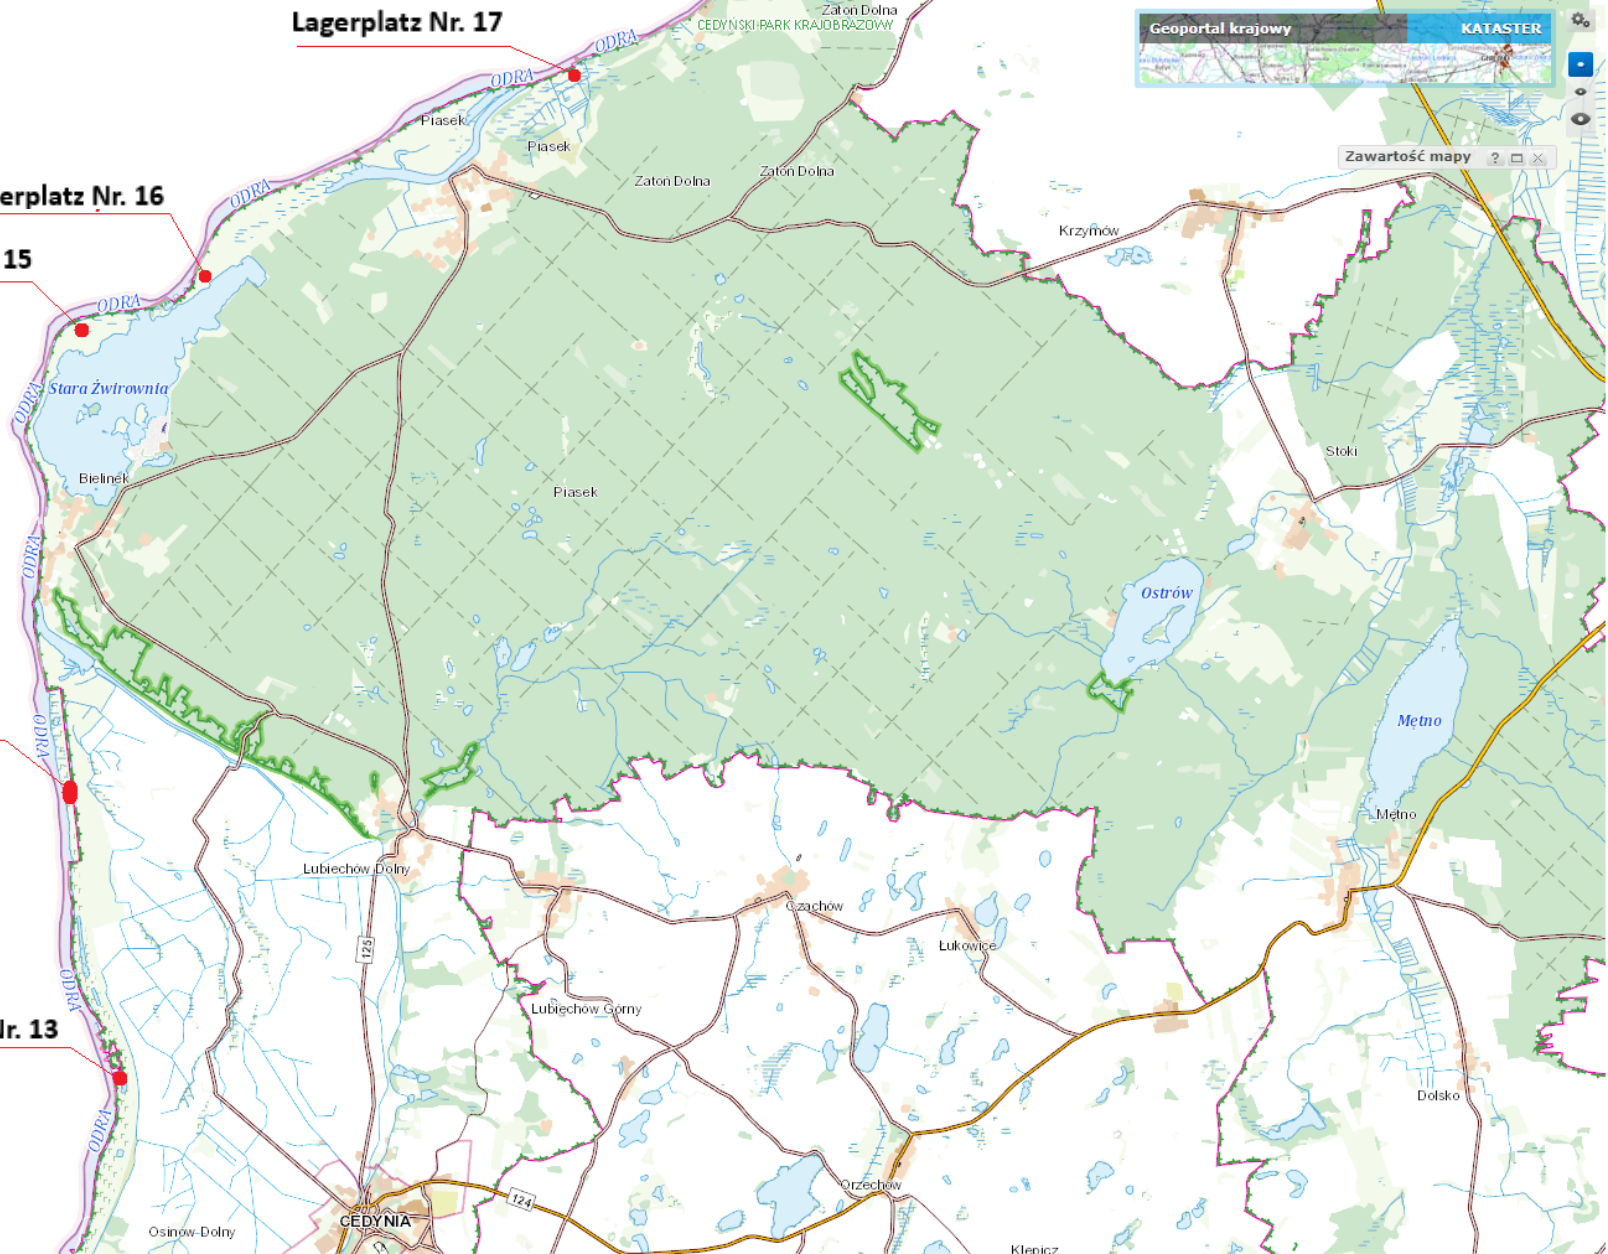 Zatoń Dolna
Lagerplatz Nr. 17
CEDYŃSKI PARK KRAJOBRAZOWY
Geoportal krajowy
KATASTER
ODRA
ODRA
Piasek
Piasek
Zawartość mapy
Zatoń Dolna
Zatoń Dolna
erplatz Nr. 16
ODRA
Krzymów
15
ODRA
Stara Żwirownia
ODRA
Stoki
Bielinek
Piasek
ODRA
Ostrów
ODRA
Mętno
Mętno
Lubiechów Dolny
Czachów
125
Łukowice
ODRA
Lubiechów Górny
Nr. 13
Dolsko
ODRA
Orzechów
124
CEDYNIA
Osinów-Dolny
Klępicz